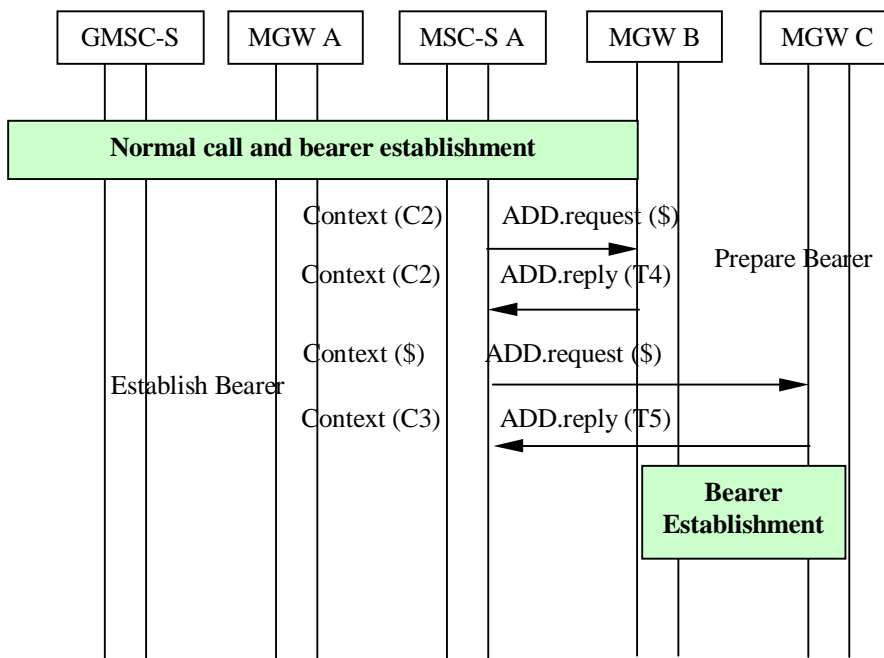 GMSC-S
MGW A
MSC-S A
MGW B
MGW C
Normal call and bearer establishment
Context (C2)
ADD.request ($)
Prepare Bearer
Context (C2)
ADD.reply (T4)
Context ($)
ADD.request ($)
Establish Bearer
Context (C3)
ADD.reply (T5)
Bearer
Establishment